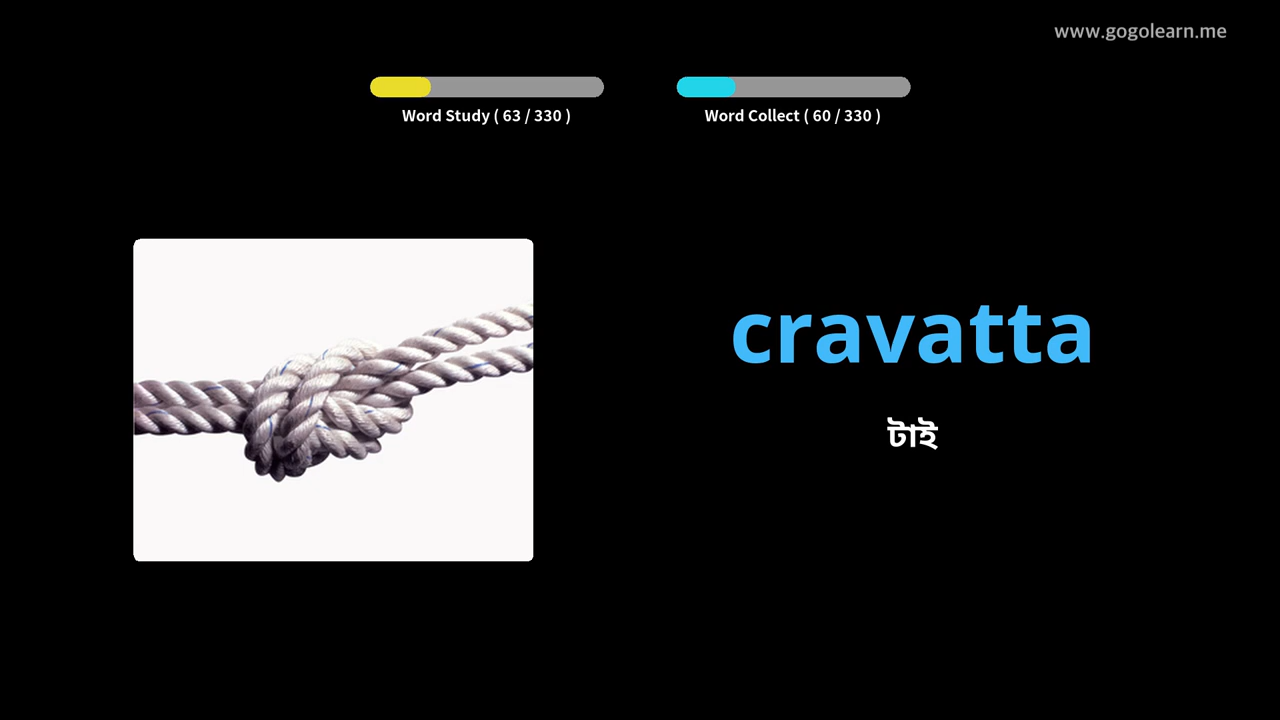 www.gogolearn.me
Word Study ( 63 / 330 )
Word Collect ( 60 / 330 )
cravatta
টাই